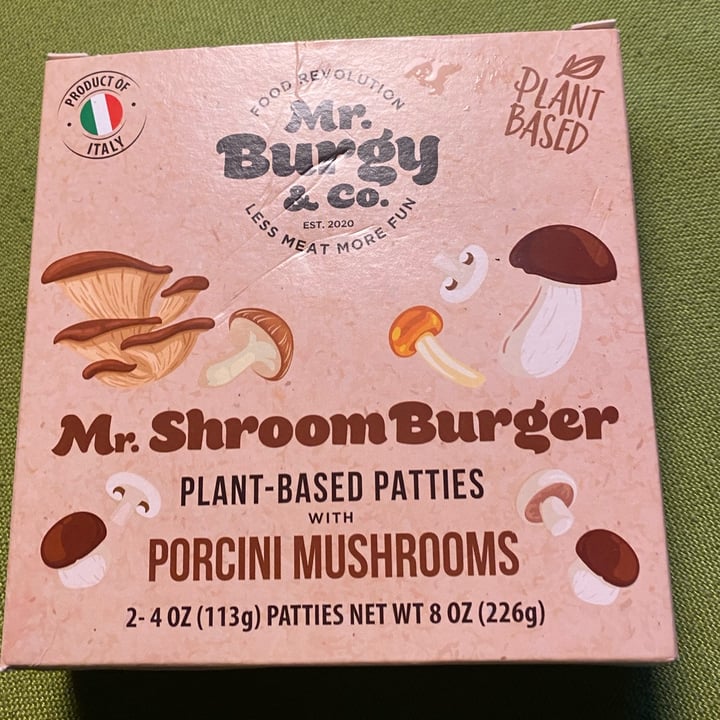 PRODUCT OF
ITALY
FOOD REVOLUTION
Mr.
Burgy
& Co.
EST. 2020
LESS MEAT MORE FUN
PLANT
BASED
Mr. ShroomBurger
PLANT-BASED PATTIES
WITH
PORCINI MUSHROOMS
2- 4 OZ (113g) PATTIES NET WT 8 OZ (226g)